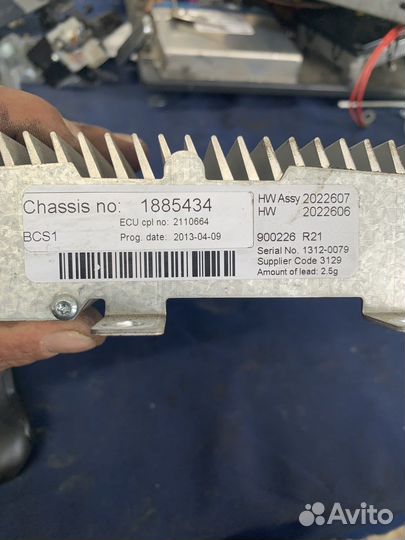 Chassis no: 1885434
ECU cpl no: 2110664
BCS1 Prog. date: 2013-04-09
HW Assy 2022607
HW 2022606
900226 R21
Serial No. 1312-0079
Supplier Code 3129
Amount of lead: 2.5g
Avito